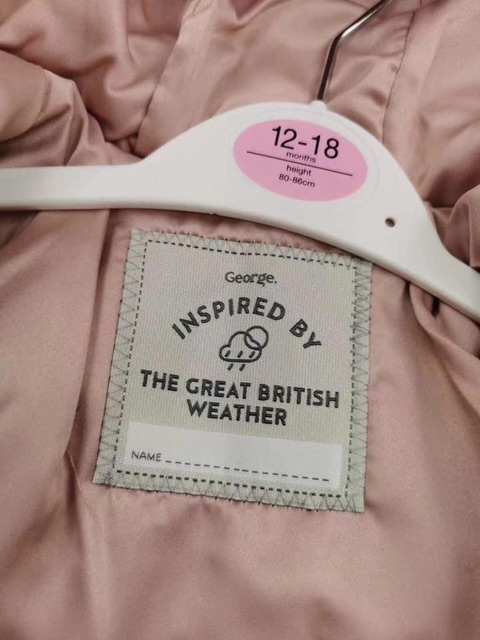 12-18
months
height
80-86cm
George.
INSPIRED BY
THE GREAT BRITISH
WEATHER
NAME